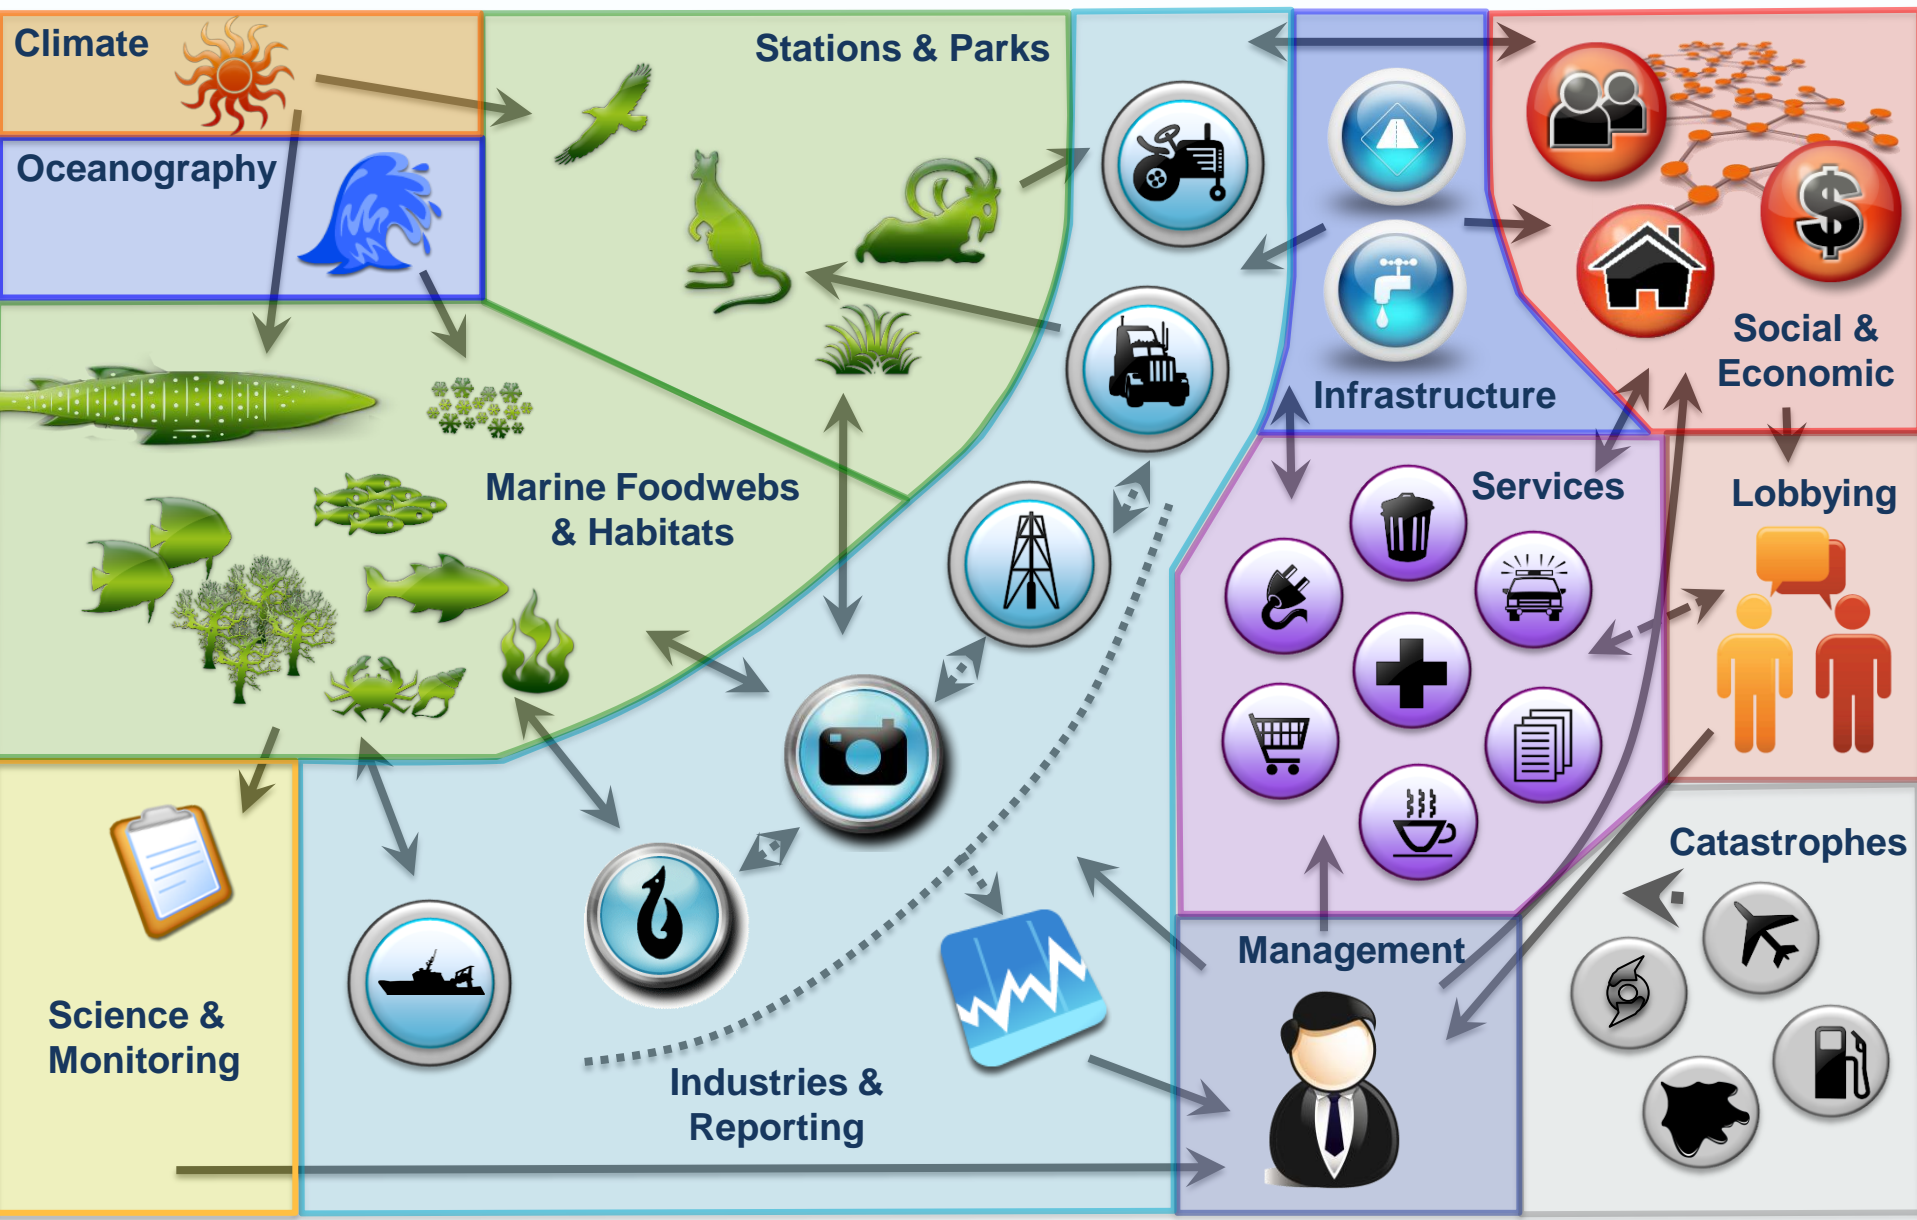 Climate
Stations & Parks
Oceanography
Social &
Economic
Infrastructure
Marine Foodwebs
& Habitats
Services
Lobbying
Catastrophes
Management
Science &
Monitoring
Industries &
Reporting
$